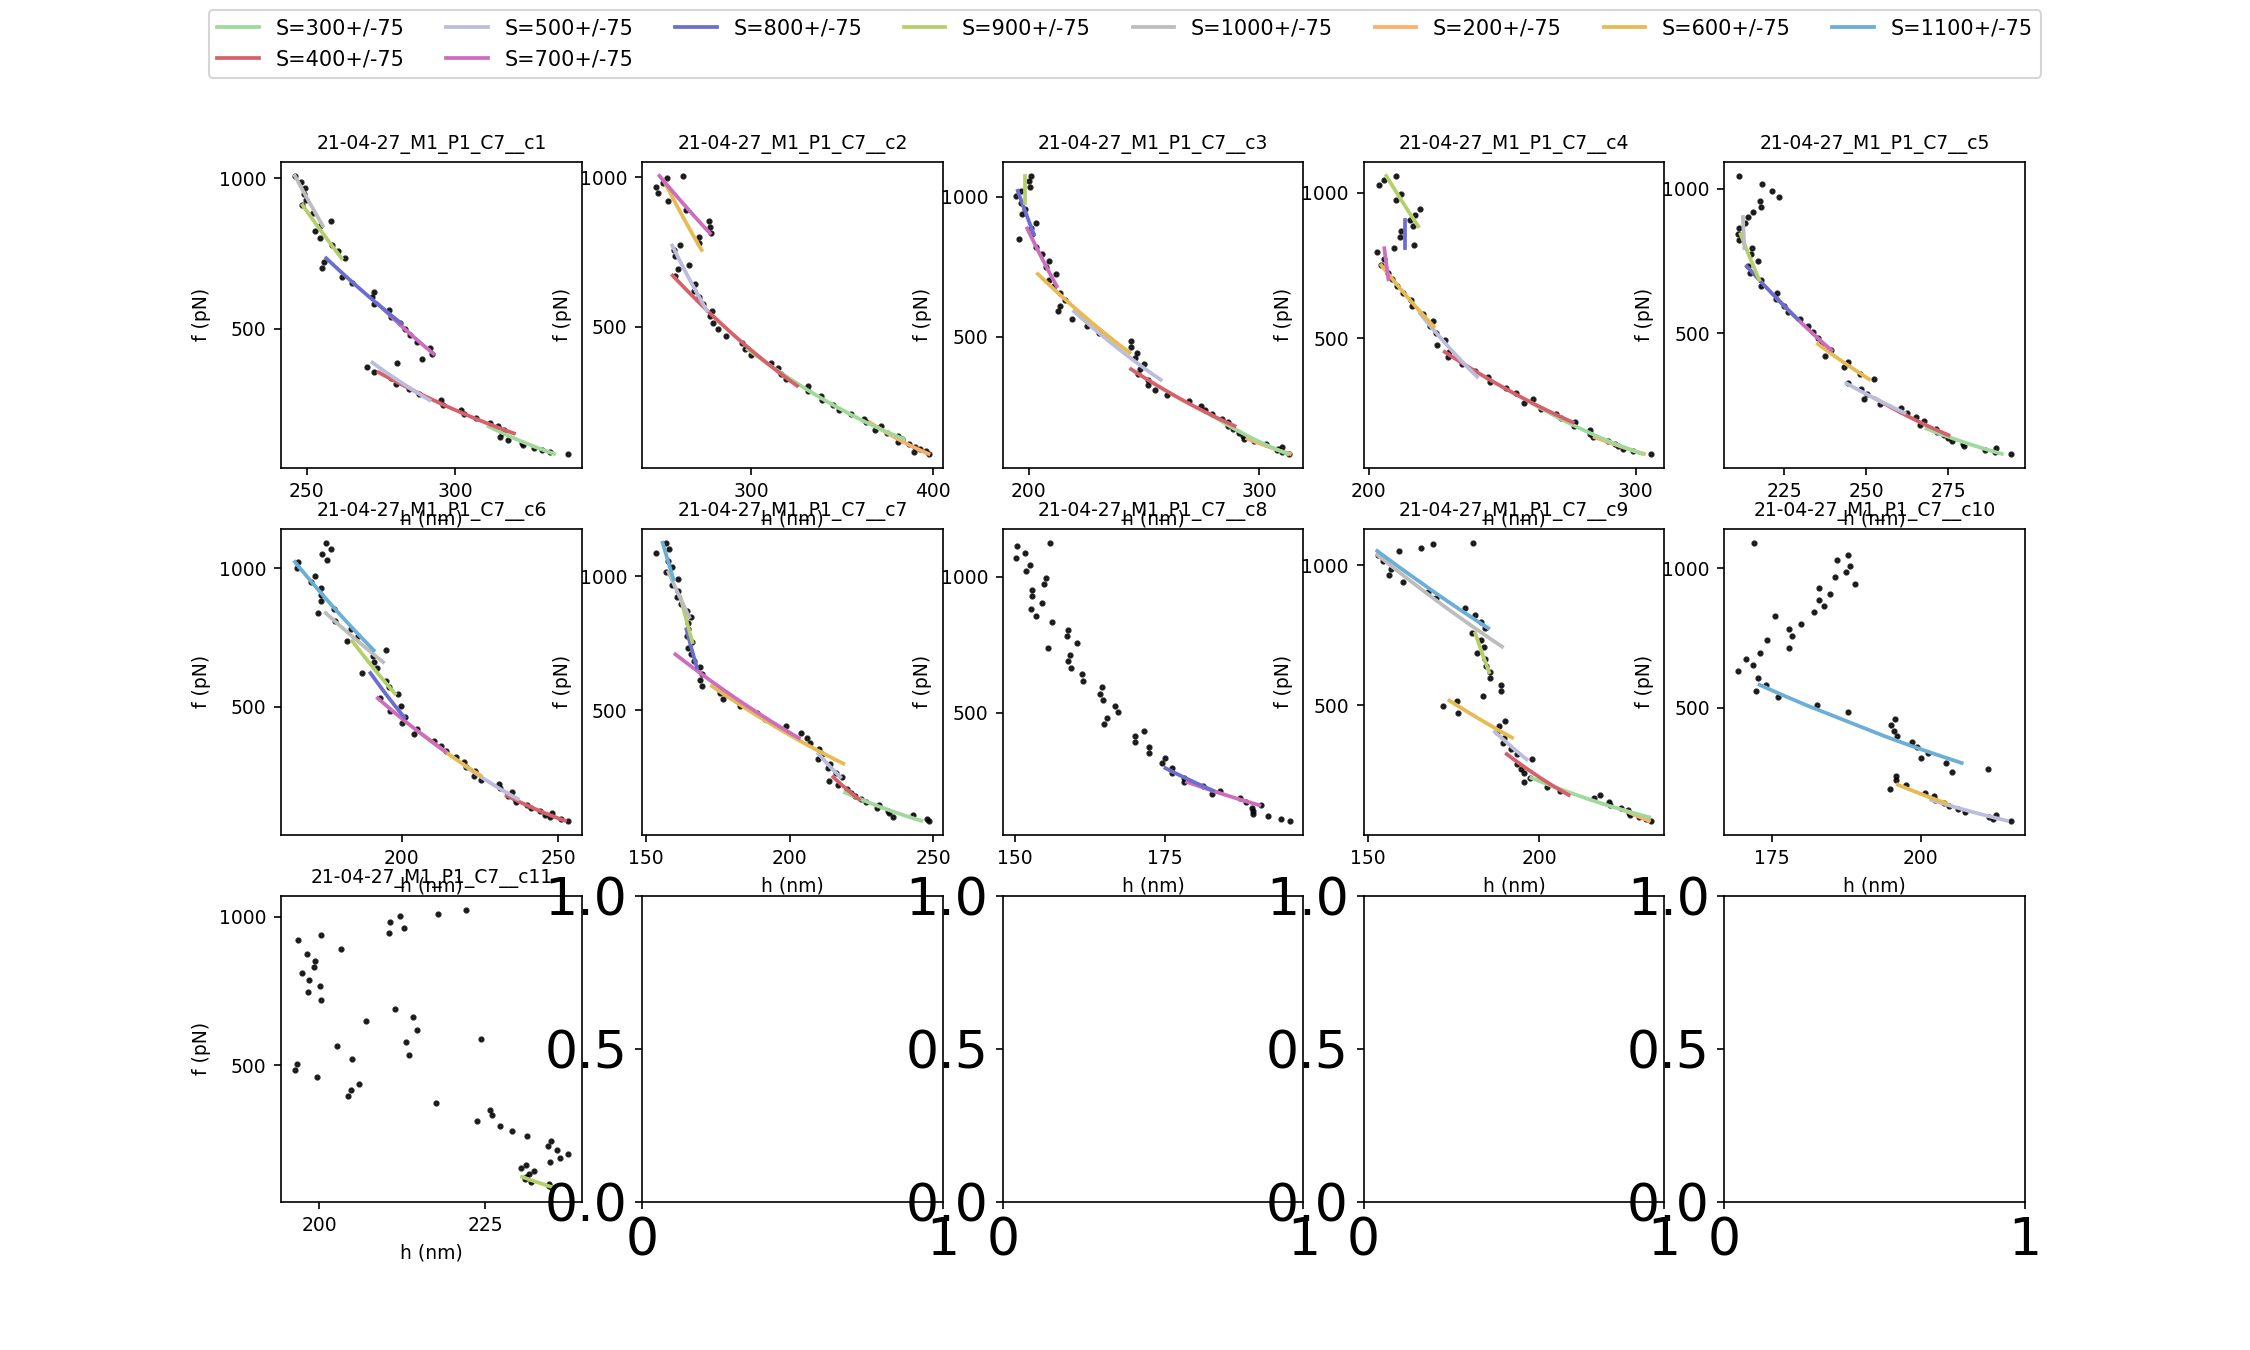 S=300+/-75 S=500+/-75 S=800+/-75 S=900+/-75 S=1000+/-75 S=200+/-75 S=600+/-75 S=1100+/-75
S=400+/-75 S=700+/-75
21-04-27_M1_P1_C7__c1 21-04-27_M1_P1_C7__c2 21-04-27_M1_P1_C7__c3 21-04-27_M1_P1_C7__c4 21-04-27_M1_P1_C7__c5
1000 1000 1000 1000 1000
f (pN) f (pN) f (pN) f (pN) f (pN)
500 500 500 500 500
250 300 300 400 200 300 200 300 225 250 275
h (nm) h (nm) h (nm) h (nm) h (nm)
21-04-27_M1_P1_C7__c6 21-04-27_M1_P1_C7__c7 21-04-27_M1_P1_C7__c8 21-04-27_M1_P1_C7__c9 21-04-27_M1_P1_C7__c10
1000 1000 1000 1000 1000
f (pN) f (pN) f (pN) f (pN) f (pN)
500 500 500 500 500
200 250 150 200 250 150 175 150 200 175 200
h (nm) h (nm) h (nm) h (nm) h (nm)
21-04-27_M1_P1_C7__c11
1000 1.0 1.0 1.0 1.0
f (pN) 0.5 0.5 0.5 0.5
500
0.0 0.0 0.0 0.0
200 225 0 1 0 1 0 1 0 1
h (nm)